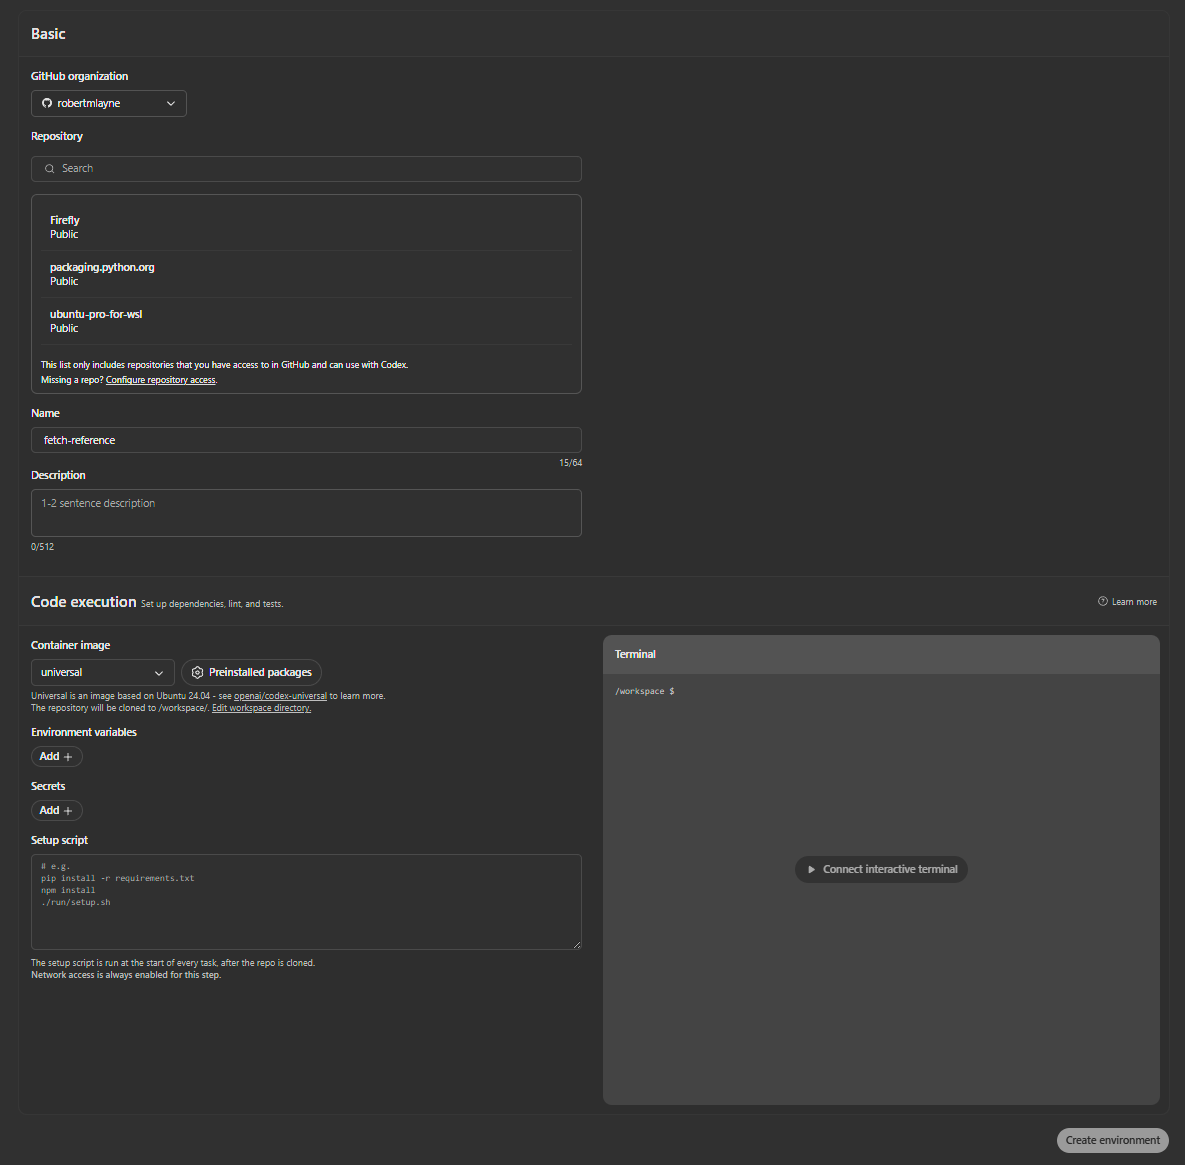 Basic
GitHub organization
robertmlayne
Repository
Search
Firefly
Public
packaging.python.org
Public
ubuntu-pro-for-wsl
Public
This list only includes repositories that you have access to in GitHub and can use with Codex.
Missing a repo? Configure repository access.
Name
fetch-reference
15/64
Description
1-2 sentence description
0/512
Code execution Set up dependencies, lint, and tests.
Learn more
Container image
universal
Preinstalled packages
Universal is an image based on Ubuntu 24.04 - see openai/codex-universal to learn more.
The repository will be cloned to /workspace/. Edit workspace directory.
Environment variables
Add +
Secrets
Add +
Setup script
# e.g.
pip install -r requirements.txt
npm install
./run/setup.sh
The setup script is run at the start of every task, after the repo is cloned.
Network access is always enabled for this step.
Terminal
/workspace $
Connect interactive terminal
Create environment